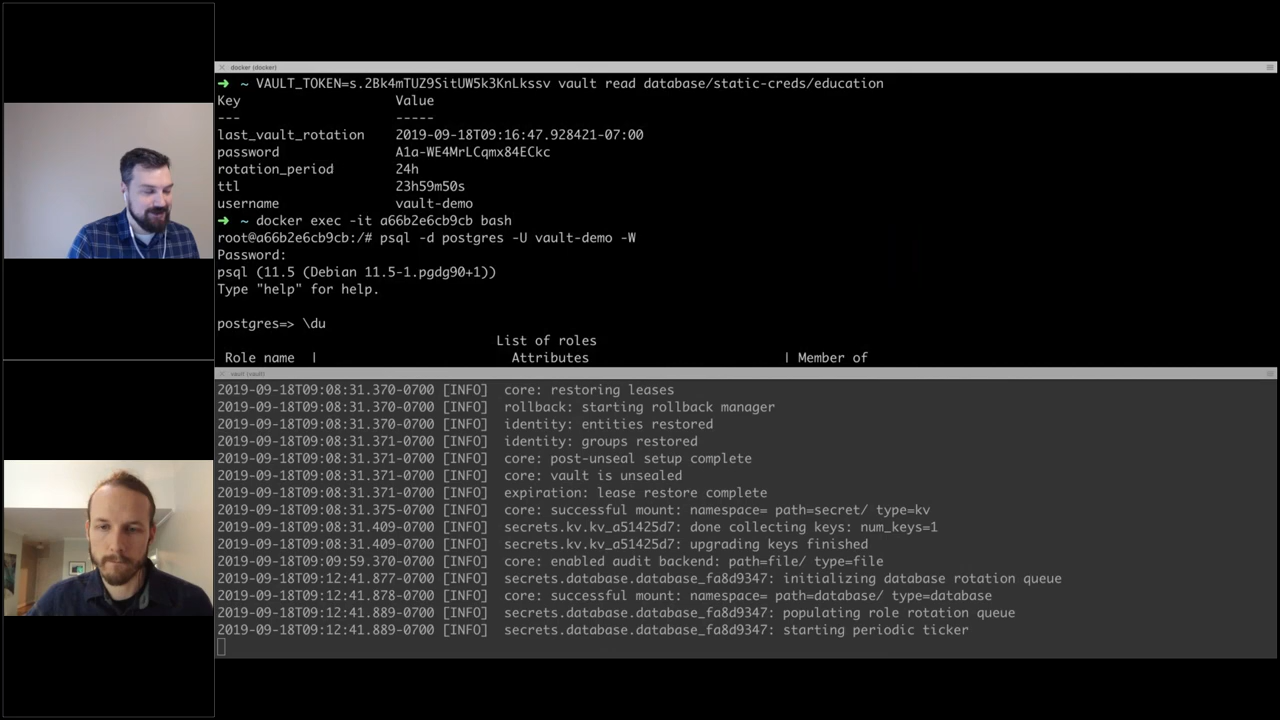 docker (docker)
➜ ~ VAULT_TOKEN=s.2Bk4mTUZ9SitUW5k3KnLkssv vault read database/static-creds/education
Key Value
--- -----
last_vault_rotation 2019-09-18T09:16:47.928421-07:00
password A1a-WE4MrLCqmx84ECkc
rotation_period 24h
ttl 23h59m50s
username vault-demo
➜ ~ docker exec -it a66b2e6cb9cb bash
root@a66b2e6cb9cb:/# psql -d postgres -U vault-demo -W
Password:
psql (11.5 (Debian 11.5-1.pgdg90+1))
Type "help" for help.
postgres=> \du
List of roles
Role name | Attributes | Member of
vault (vault)
2019-09-18T09:08:31.370-0700 [INFO] core: restoring leases
2019-09-18T09:08:31.370-0700 [INFO] rollback: starting rollback manager
2019-09-18T09:08:31.370-0700 [INFO] identity: entities restored
2019-09-18T09:08:31.371-0700 [INFO] identity: groups restored
2019-09-18T09:08:31.371-0700 [INFO] core: post-unseal setup complete
2019-09-18T09:08:31.371-0700 [INFO] core: vault is unsealed
2019-09-18T09:08:31.371-0700 [INFO] expiration: lease restore complete
2019-09-18T09:08:31.375-0700 [INFO] core: successful mount: namespace= path=secret/ type=kv
2019-09-18T09:08:31.409-0700 [INFO] secrets.kv.kv_a51425d7: done collecting keys: num_keys=1
2019-09-18T09:08:31.409-0700 [INFO] secrets.kv.kv_a51425d7: upgrading keys finished
2019-09-18T09:09:59.370-0700 [INFO] core: enabled audit backend: path=file/ type=file
2019-09-18T09:12:41.877-0700 [INFO] secrets.database.database_fa8d9347: initializing database rotation queue
2019-09-18T09:12:41.878-0700 [INFO] core: successful mount: namespace= path=database/ type=database
2019-09-18T09:12:41.889-0700 [INFO] secrets.database.database_fa8d9347: populating role rotation queue
2019-09-18T09:12:41.889-0700 [INFO] secrets.database.database_fa8d9347: starting periodic ticker